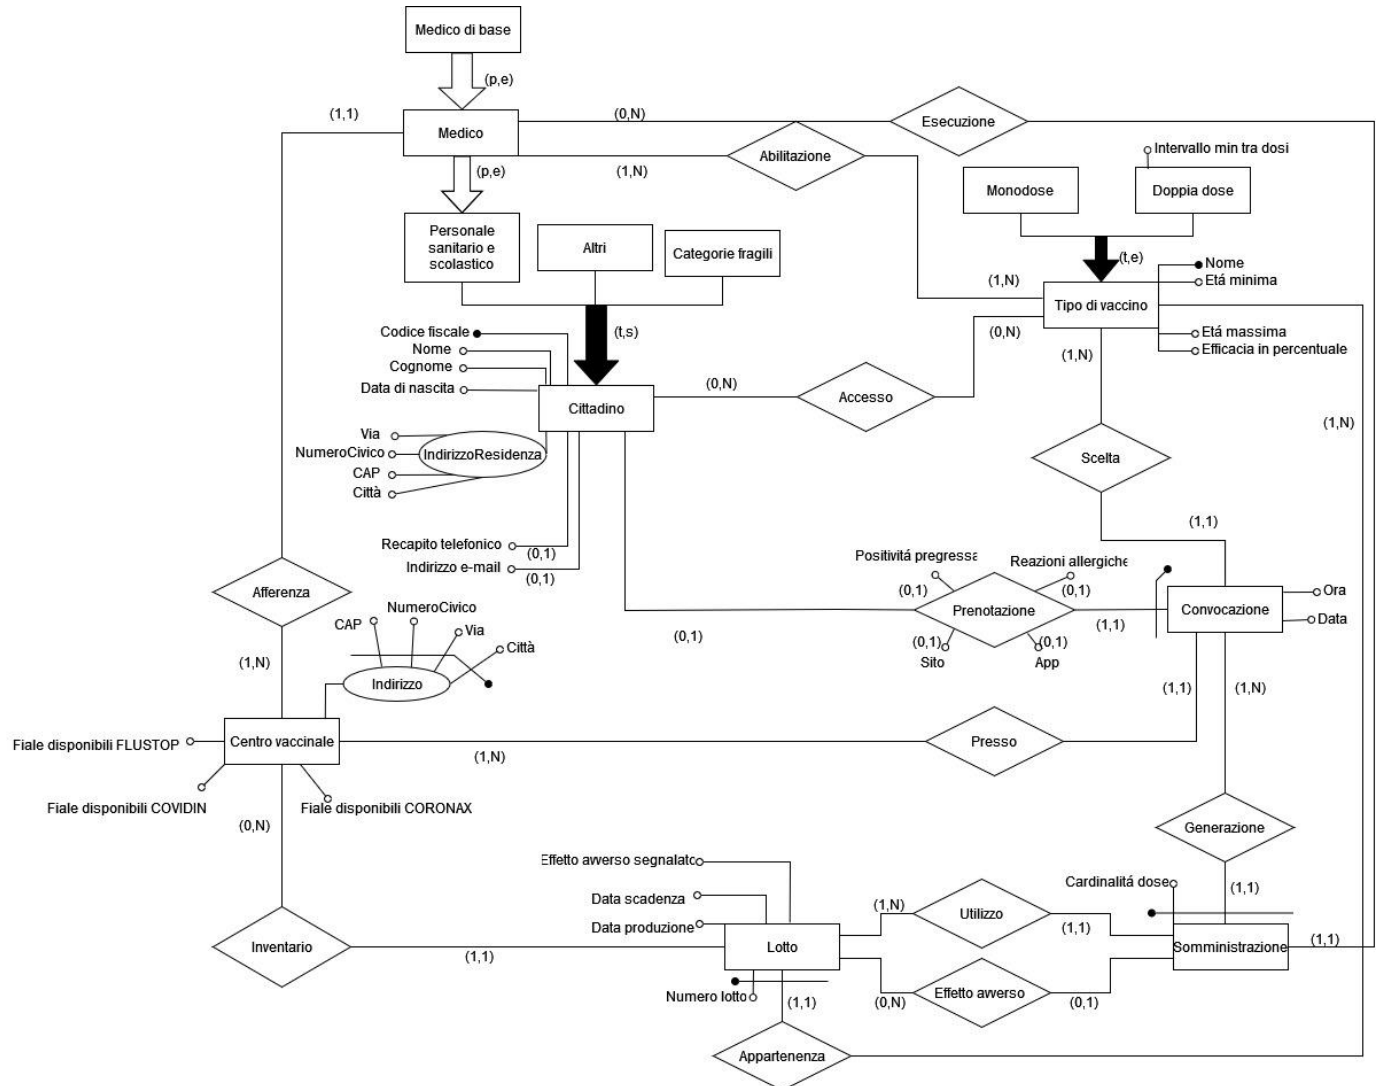 Medico di base
(p,e)
(1,1)
(0,N)
Medico
Esecuzione
(p,e)
(1,N)
Abilitazione
Intervallo min tra dosi
Monodose
Doppia dose
Personale
sanitario e
scolastico
Altri
Categorie fragili
(t,e)
Nome
(1,N)
Etá minima
Tipo di vaccino
(0,N)
Codice fiscale
(t,s)
Nome
Etá massima
(1,N)
Efficacia in percentuale
Cognome
Data di nascita
(0,N)
Accesso
Cittadino
(1,N)
Via
NumeroCivico
IndirizzoResidenza
CAP
Città
Scelta
(1,1)
Recapito telefonico
(0,1)
Indirizzo e-mail
(0,1)
Positivitá pregressa
Reazioni allergiche
(0,1)
(0,1)
Afferenza
Prenotazione
(1,1)
Convocazione
Ora
Data
(0,1)
(0,1)
(0,1)
Sito
App
NumeroCivico
CAP
Via
Città
(1,N)
Indirizzo
(1,1)
(1,N)
Fiale disponibili FLUSTOP
Centro vaccinale
(1,N)
Presso
Fiale disponibili COVIDIN
Fiale disponibili CORONAX
(0,N)
Generazione
Effetto avverso segnalato
Cardinalitá dose
(1,1)
Data scadenza
(1,N)
Utilizzo
(1,1)
Data produzione
Inventario
(1,1)
Lotto
Somministrazione
(1,1)
Numero lotto
(1,1)
(0,N)
Effetto avverso
(0,1)
Appartenenza